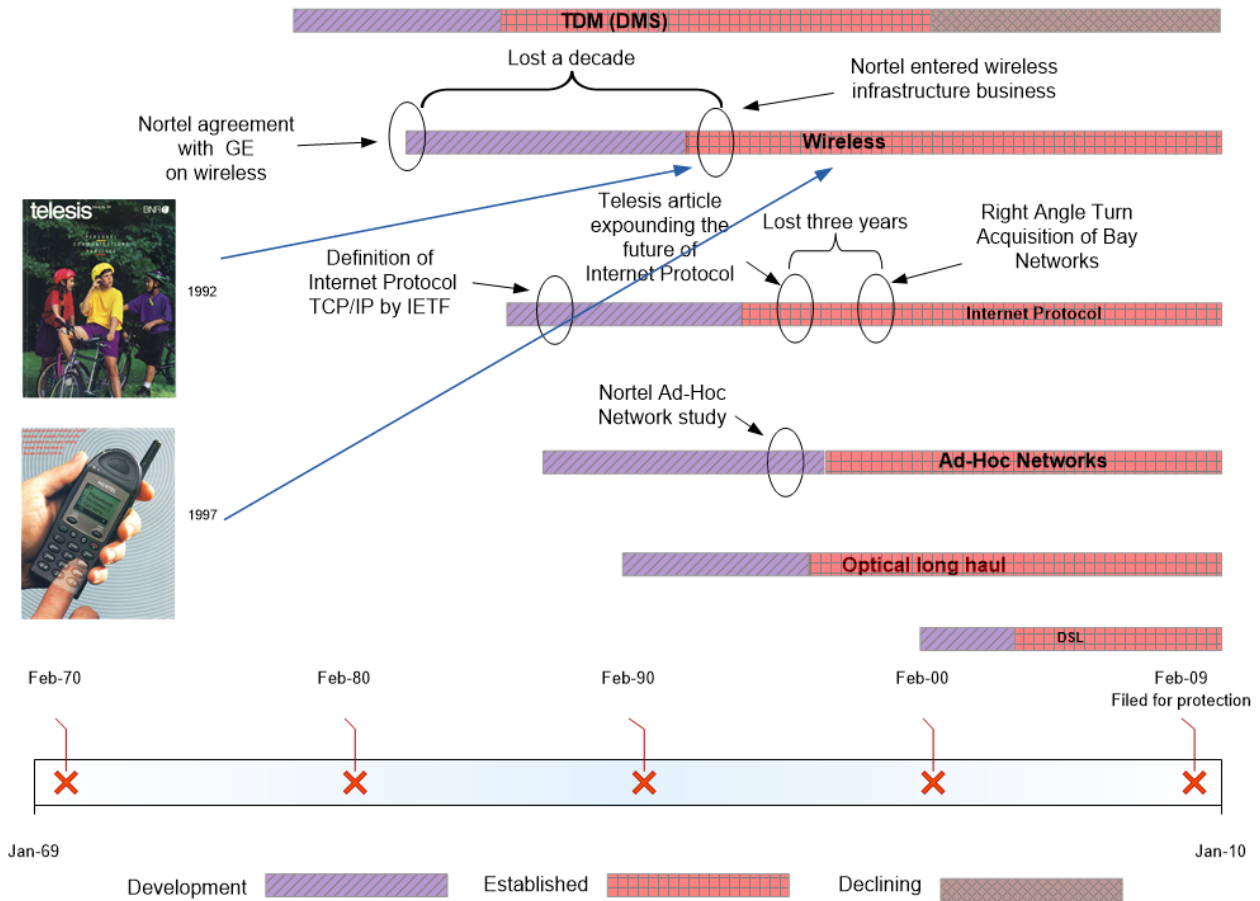 TDM (DMS)
Lost a decade
Nortel entered wireless
infrastructure business
Nortel agreement
with GE
on wireless
Wireless
telesis
BNR
PERSONAL
COMMUNICATIONS
SERVICES
1992
Telesis article
expounding the
future of
Internet Protocol
Lost three years
Right Angle Turn
Acquisition of Bay
Networks
Definition of
Internet Protocol
TCP/IP by IETF
Internet Protocol
Nortel Ad-Hoc
Network study
Ad-Hoc Networks
NORTEL
1997
Optical long haul
DSL
Feb-70
Feb-80
Feb-90
Feb-00
Feb-09
Filed for protection
Jan-69
Jan-10
Development
Established
Declining